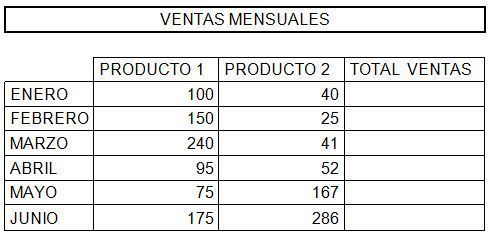 VENTAS MENSUALES
PRODUCTO 1 PRODUCTO 2 TOTAL VENTAS
ENERO 100 40
FEBRERO 150 25
MARZO 240 41
ABRIL 95 52
MAYO 75 167
JUNIO 175 286